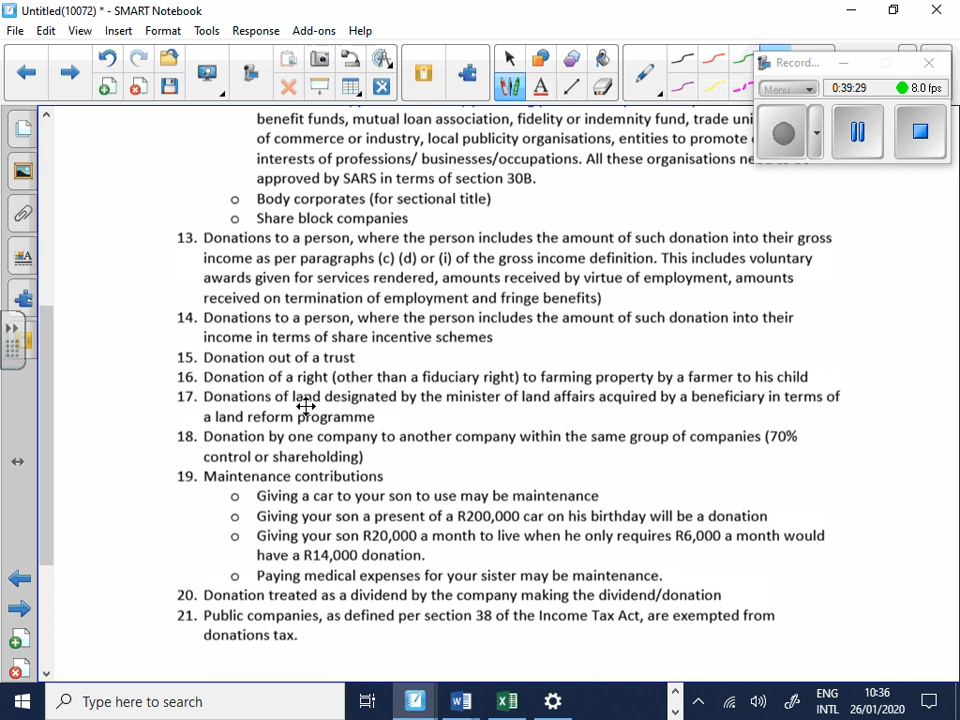 Untitled(10072) * - SMART Notebook
File Edit View Insert Format Tools Response Add-ons Help
Record...
Menu 0:39:29 8.0 fps
benefit funds, mutual loan association, fidelity or indemnity fund, trade
of commerce or industry, local publicity organisations, entities to promote
interests of professions/ businesses/occupations. All these organisations
approved by SARS in terms of section 30B.
o Body corporates (for sectional title)
o Share block companies
13. Donations to a person, where the person includes the amount of such donation into their gross
income as per paragraphs (c) (d) or (i) of the gross income definition. This includes voluntary
awards given for services rendered, amounts received by virtue of employment, amounts
received on termination of employment and fringe benefits)
14. Donations to a person, where the person includes the amount of such donation into their
income in terms of share incentive schemes
15. Donation out of a trust
16. Donation of a right (other than a fiduciary right) to farming property by a farmer to his child
17. Donations of land designated by the minister of land affairs acquired by a beneficiary in terms of
a land reform programme
18. Donation by one company to another company within the same group of companies (70%
control or shareholding)
19. Maintenance contributions
o Giving a car to your son to use may be maintenance
o Giving your son a present of a R200,000 car on his birthday will be a donation
o Giving your son R20,000 a month to live when he only requires R6,000 a month would
have a R14,000 donation.
o Paying medical expenses for your sister may be maintenance.
20. Donation treated as a dividend by the company making the dividend/donation
21. Public companies, as defined per section 38 of the Income Tax Act, are exempted from
donations tax.
Type here to search
ENG
INTL
10:36
26/01/2020